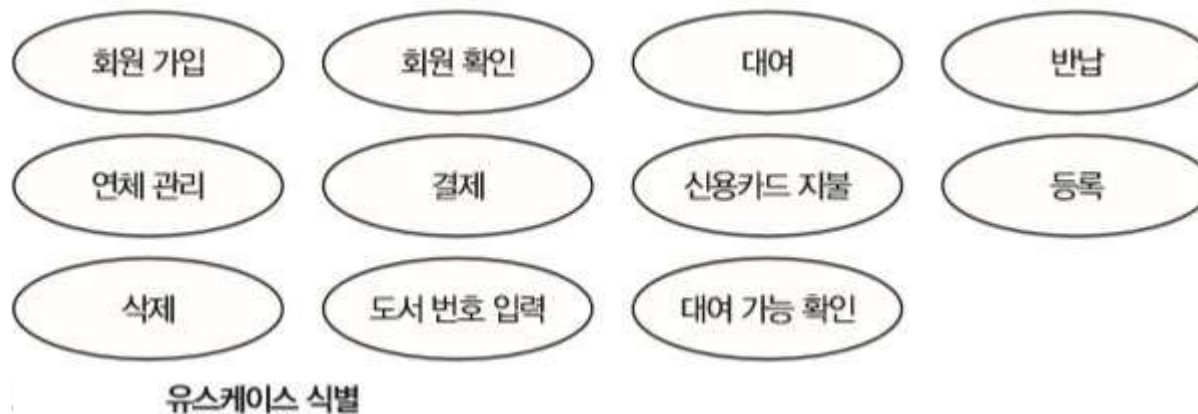 회원 가입 회원 확인 대여 반납
연체 관리 결제 신용카드 지불 등록
삭제 도서 번호 입력 대여 가능 확인
유스케이스 식별